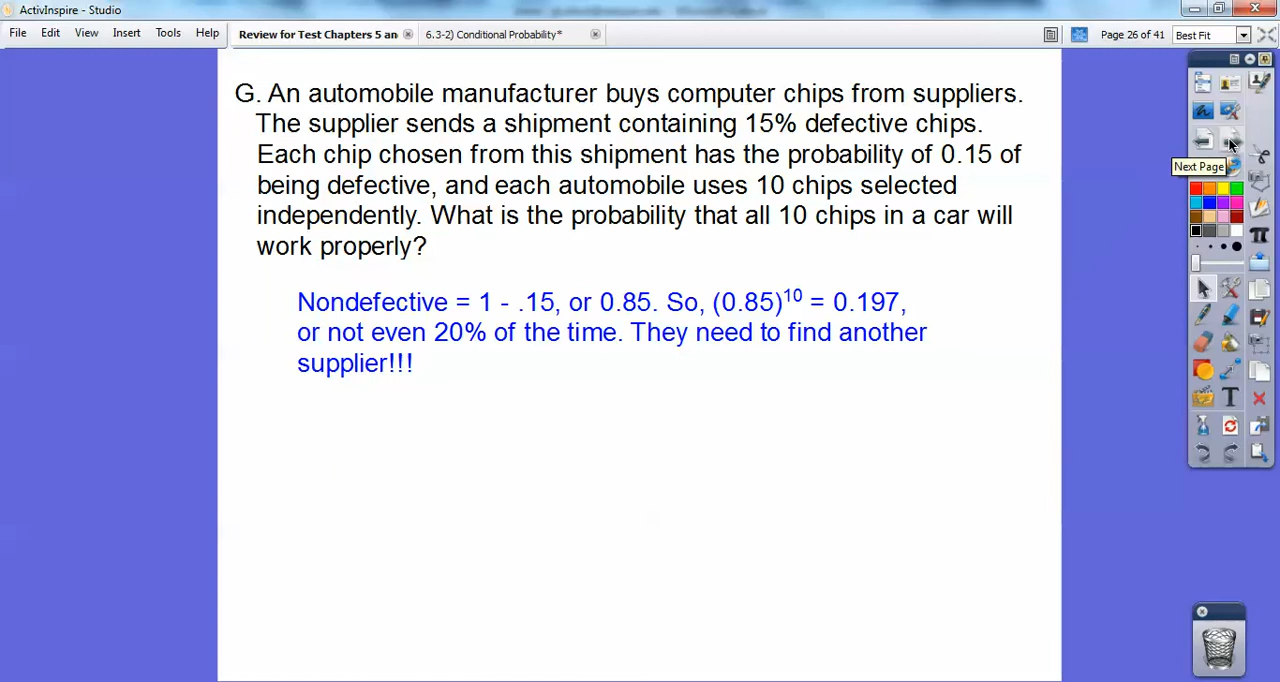 ActivInspire - Studio
File Edit View Insert Tools Help
Review for Test Chapters 5 an
6.3-2) Conditional Probability*
Page 26 of 41
Best Fit
G. An automobile manufacturer buys computer chips from suppliers.
The supplier sends a shipment containing 15% defective chips.
Each chip chosen from this shipment has the probability of 0.15 of
being defective, and each automobile uses 10 chips selected
independently. What is the probability that all 10 chips in a car will
work properly?
Next Page
Nondefective = 1 - .15, or 0.85. So, (0.85)¹⁰ = 0.197,
or not even 20% of the time. They need to find another
supplier!!!